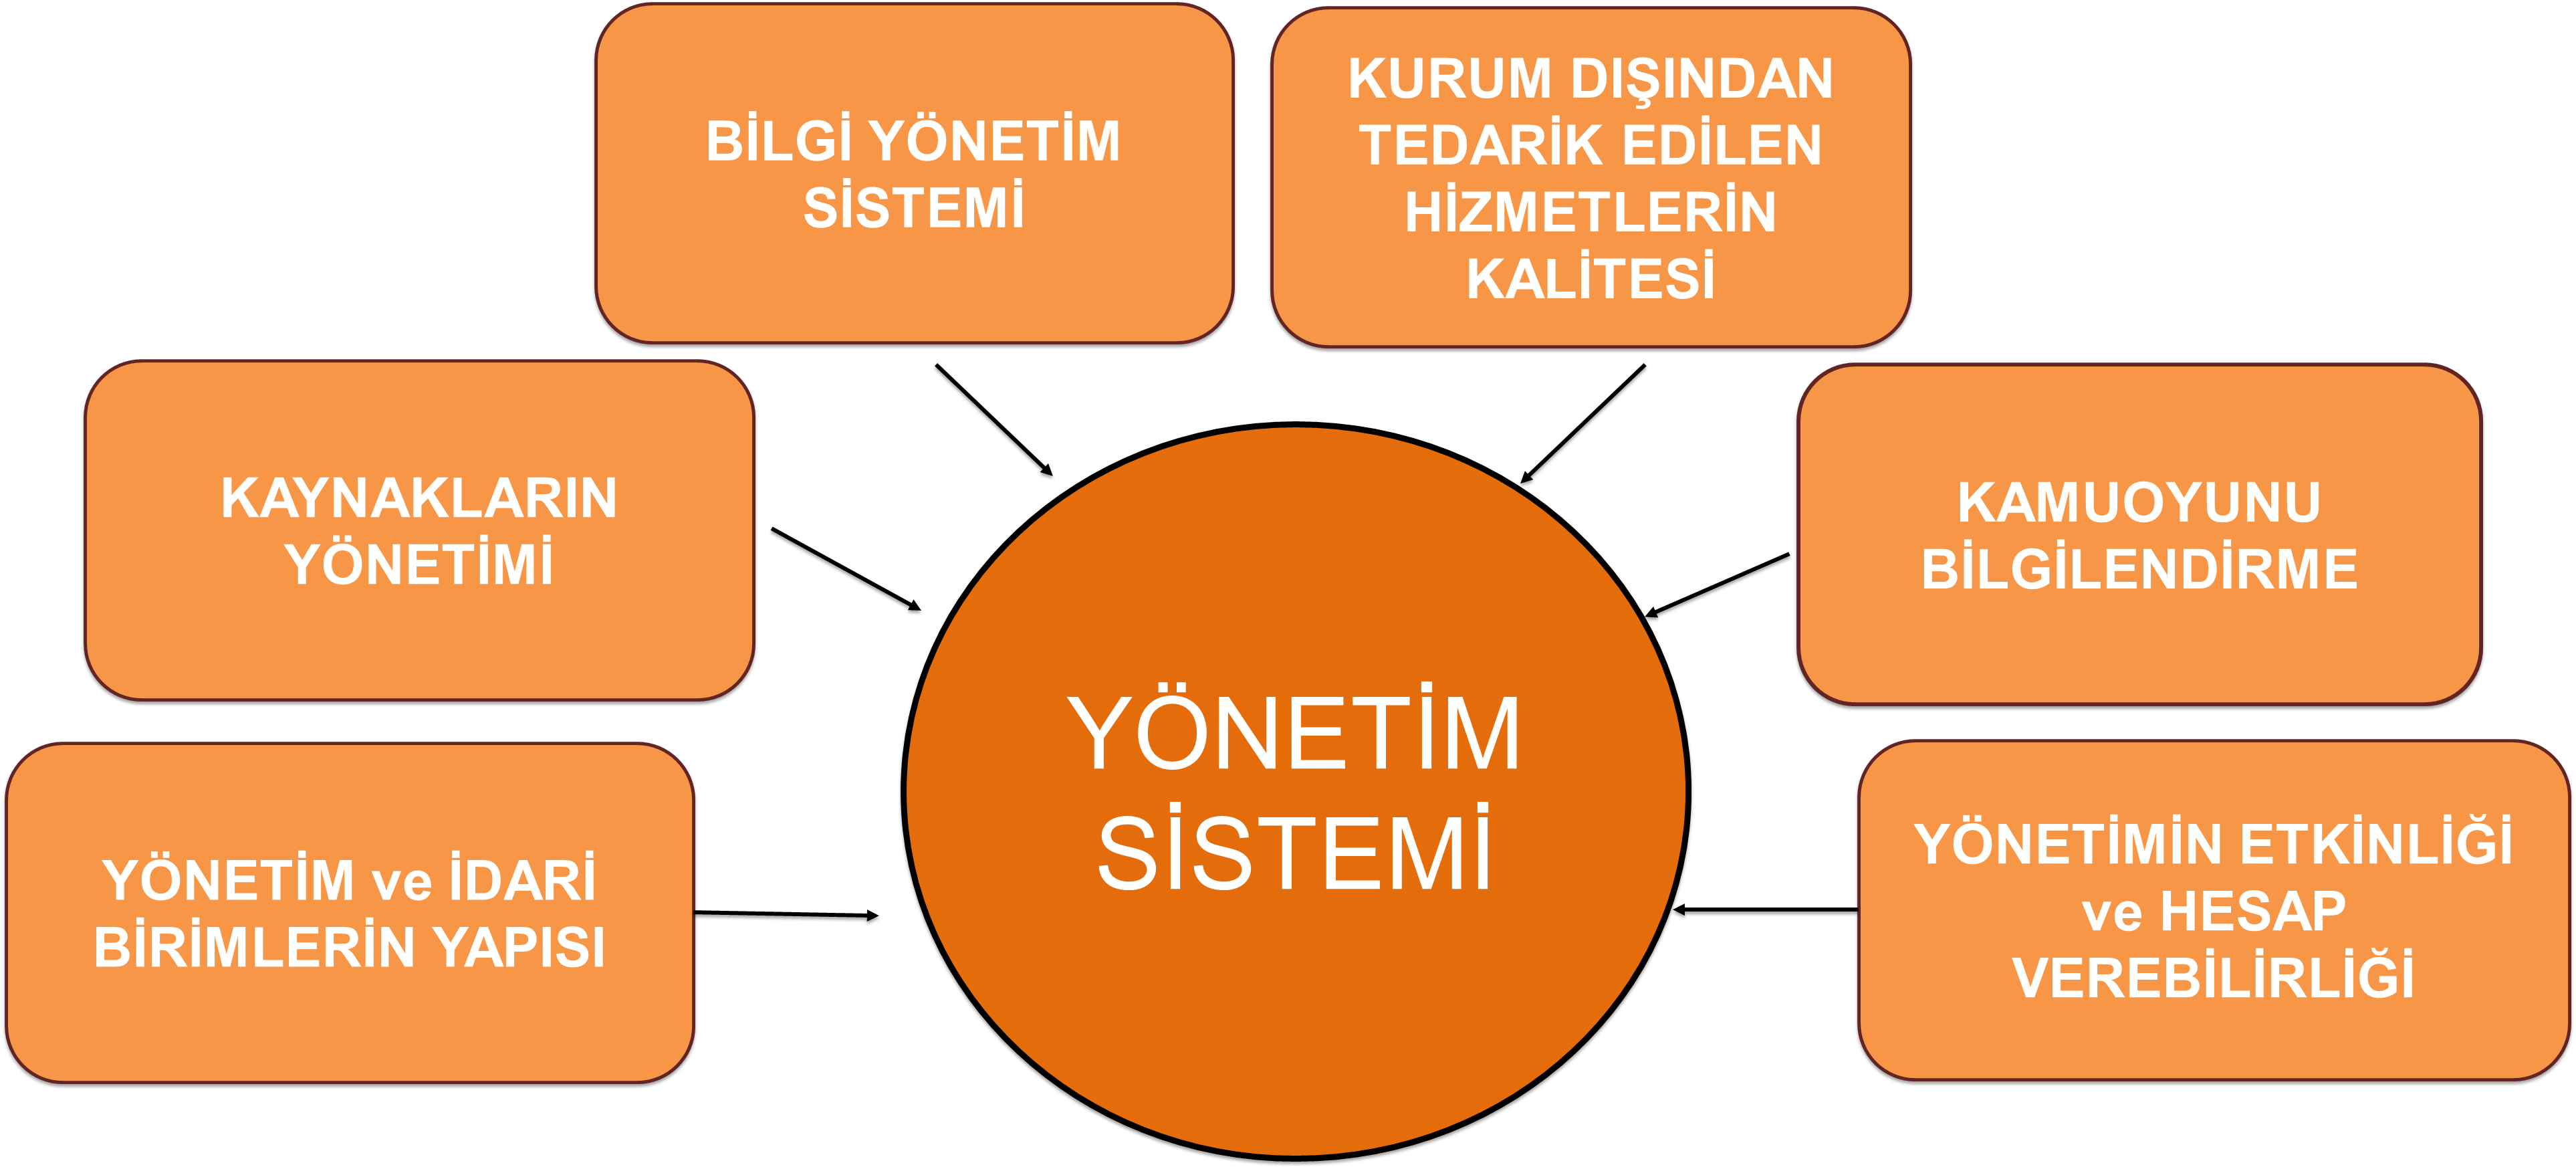 BİLGİ YÖNETİM
SİSTEMİ
KURUM DIŞINDAN
TEDARİK EDİLEN
HİZMETLERİN
KALİTESİ
KAYNAKLARIN
YÖNETİMİ
KAMUOYUNU
BİLGİLENDİRME
YÖNETİM
SİSTEMİ
YÖNETİM ve İDARİ
BİRİMLERİN YAPISI
YÖNETİMİN ETKİNLİĞİ
ve HESAP
VEREBİLİRLİĞİ